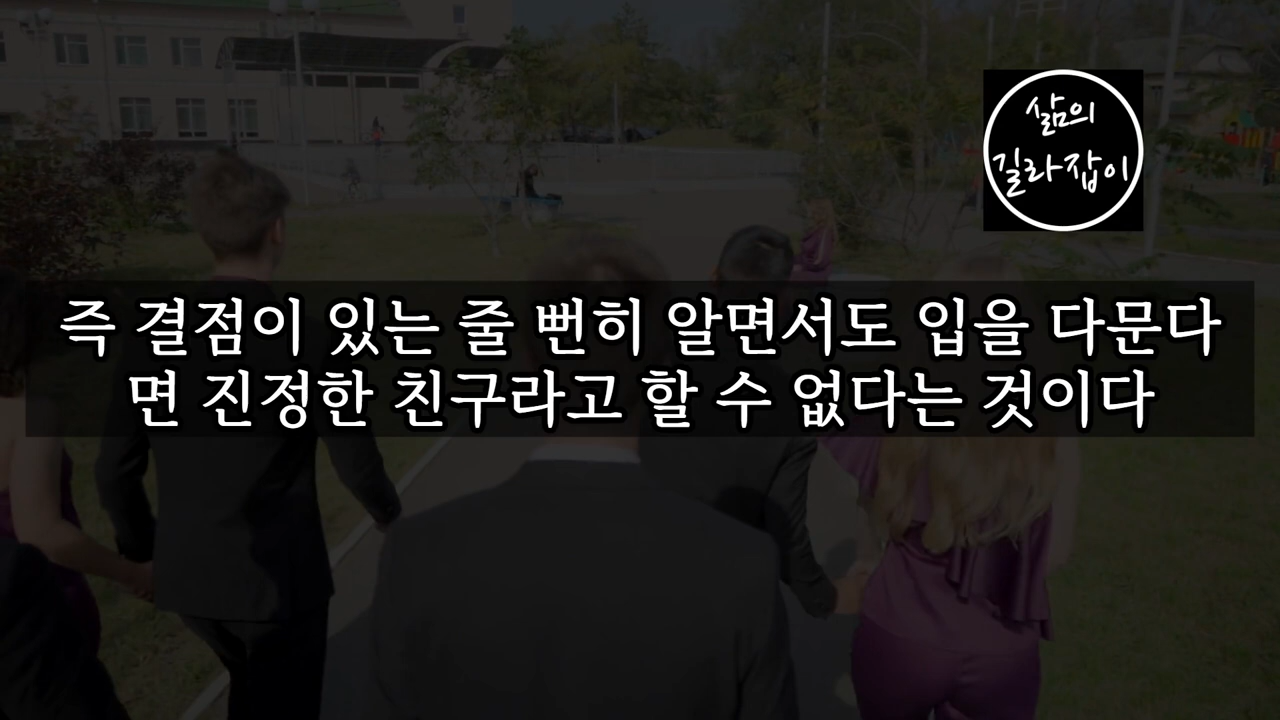 삶의
길라잡이
즉 결점이 있는 줄 뻔히 알면서도 입을 다문다
면 진정한 친구라고 할 수 없다는 것이다